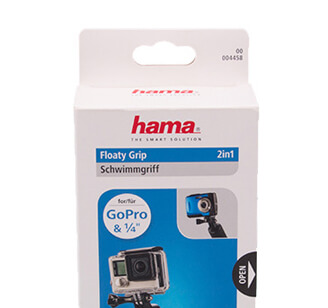 hama
00
004458
hama®
THE SMART SOLUTION
Floaty Grip 2in1
Schwimmgriff
for/für
GoPro
& ¼"
OPEN